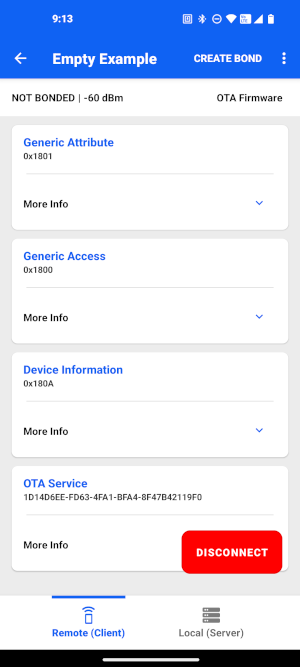 9:13
Empty Example
CREATE BOND
NOT BONDED | -60 dBm
OTA Firmware
Generic Attribute
0x1801
More Info
Generic Access
0x1800
More Info
Device Information
0x180A
More Info
OTA Service
1D14D6EE-FD63-4FA1-BFA4-8F47B42119F0
More Info
DISCONNECT
Remote (Client)
Local (Server)